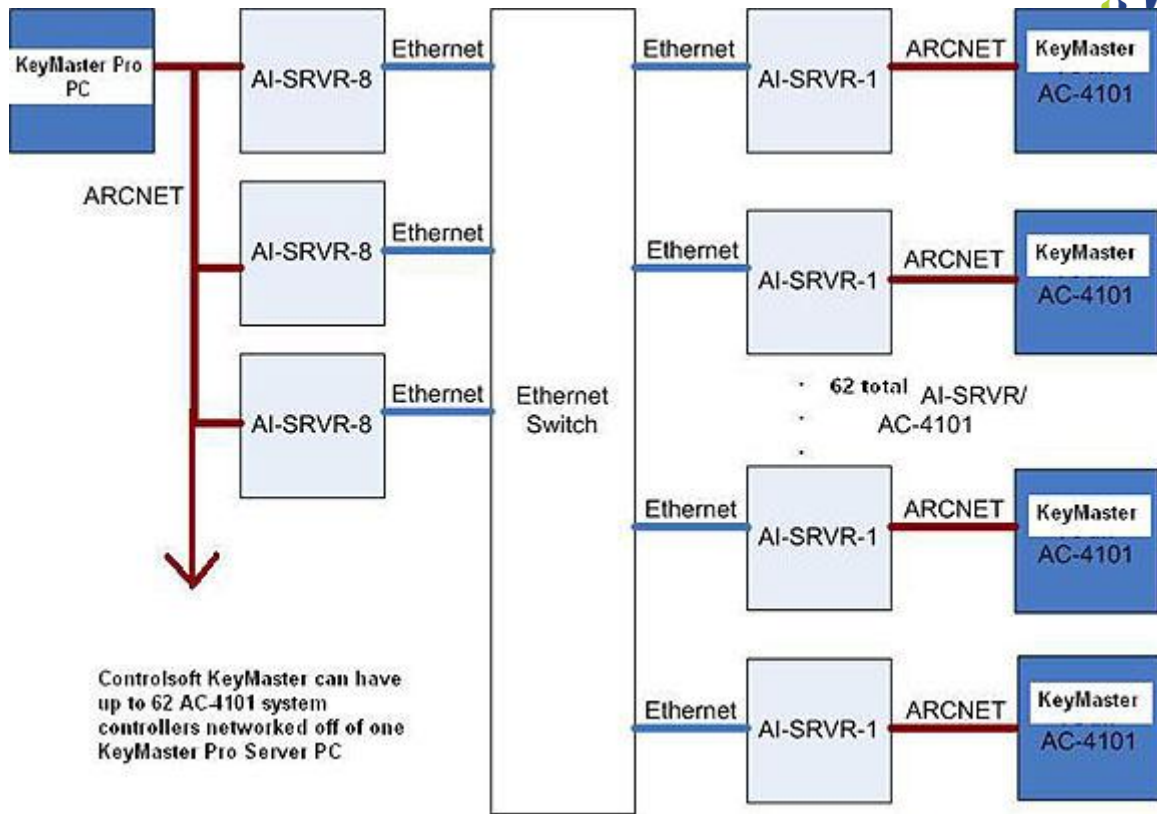 KeyMaster Pro
PC
AI-SRVR-8
Ethernet
Ethernet
AI-SRVR-1
ARCNET
KeyMaster
AC-4101
ARCNET
AI-SRVR-8
Ethernet
Ethernet
AI-SRVR-1
ARCNET
KeyMaster
AC-4101
AI-SRVR-8
Ethernet
Ethernet
Switch
62 total AI-SRVR/
AC-4101
Ethernet
AI-SRVR-1
ARCNET
KeyMaster
AC-4101
Controlsoft KeyMaster can have
up to 62 AC-4101 system
controllers networked off of one
KeyMaster Pro Server PC
Ethernet
AI-SRVR-1
ARCNET
KeyMaster
AC-4101